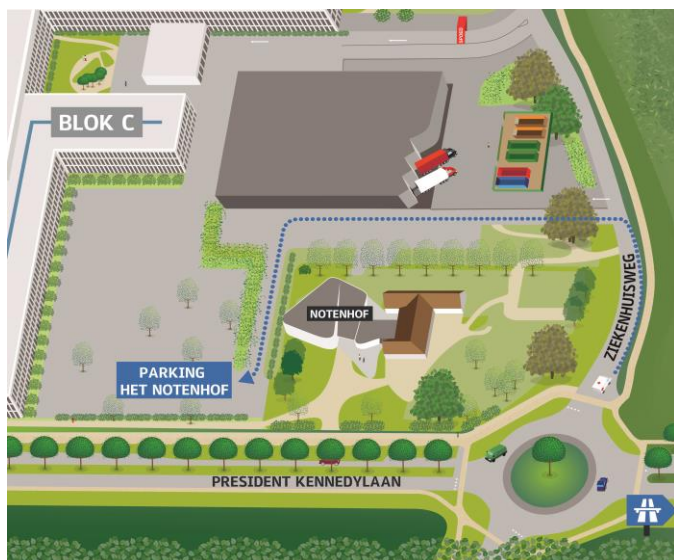 BLOK C
NOTENHOF
ZIEKENHUISWEG
PARKING
HET NOTENHOF
PRESIDENT KENNEDYLAAN